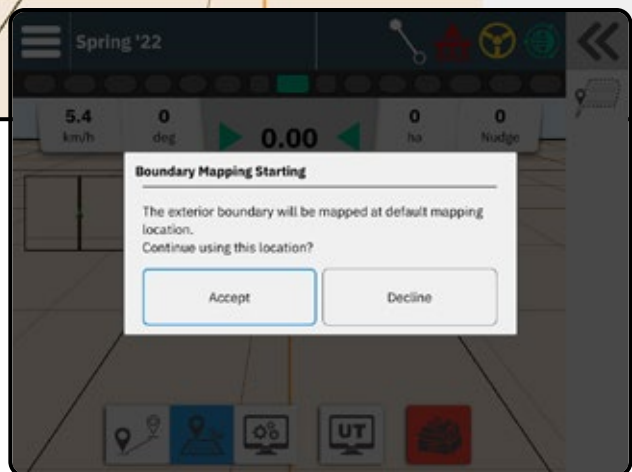 Spring '22
5.4
km/h
0
deg
0.00
0
ha
0
Nudge
Boundary Mapping Starting
The exterior boundary will be mapped at default mapping
location.
Continue using this location?
Accept
Decline
UT